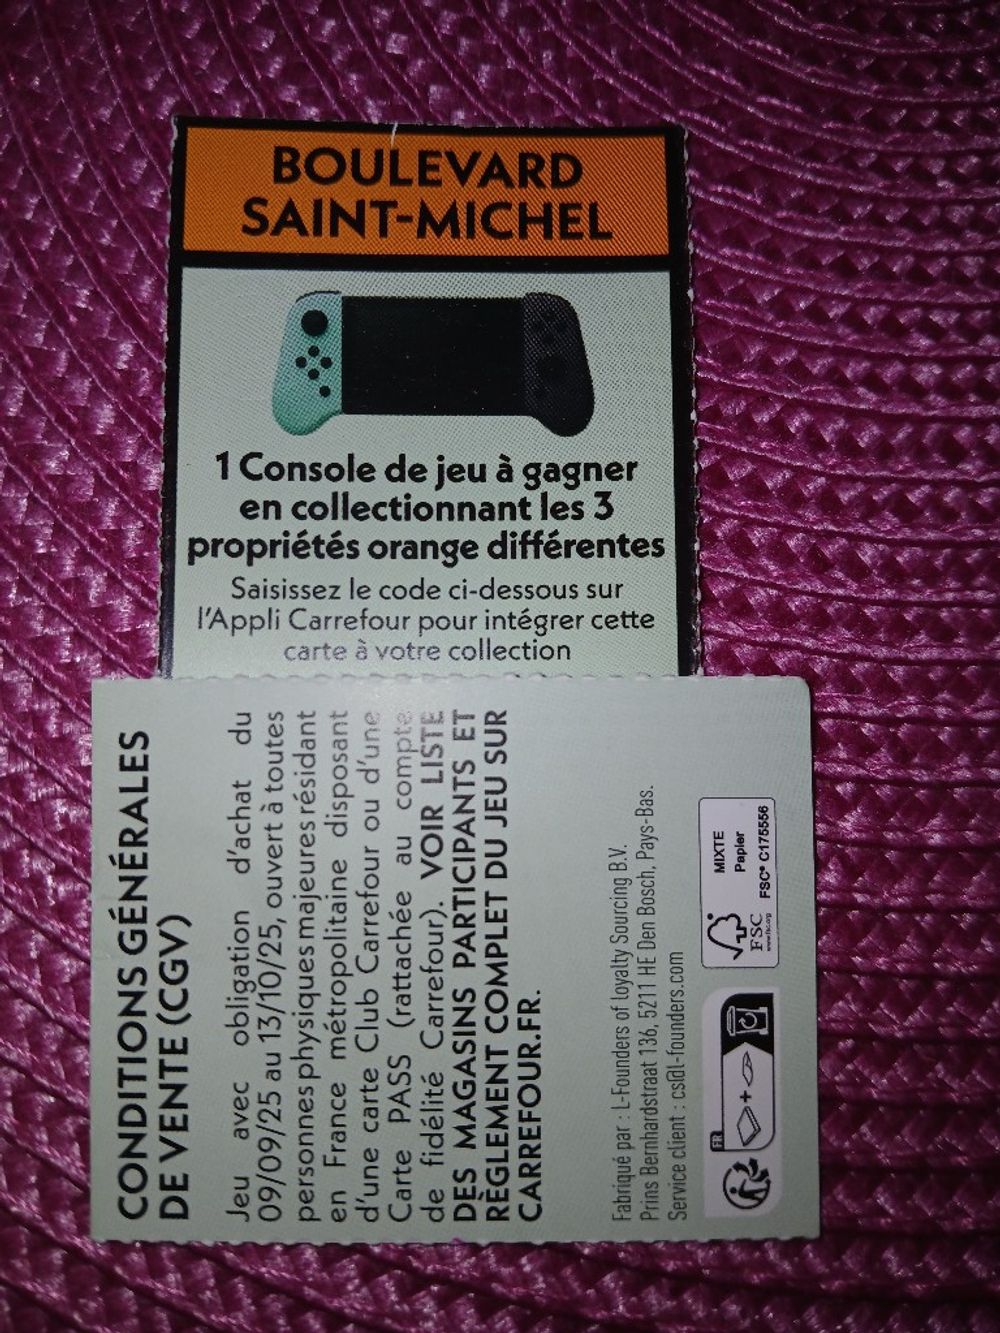 BOULEVARD
SAINT-MICHEL
1 Console de jeu à gagner
en collectionnant les 3
propriétés orange différentes
Saisissez le code ci-dessous sur
l'Appli Carrefour pour intégrer cette
carte à votre collection
CONDITIONS GÉNÉRALES
DE VENTE (CGV)
Jeu avec obligation d'achat du
09/09/25 au 13/10/25, ouvert à toutes
personnes physiques majeures résidant
en France métropolitaine disposant
d'une carte Club Carrefour ou d'une
Carte PASS (rattachée au compte
de fidélité Carrefour). VOIR LISTE
DES MAGASINS PARTICIPANTS ET
RÈGLEMENT COMPLET DU JEU SUR
CARREFOUR.FR.
Fabriqué par : L-Founders of loyalty Sourcing B.V.
Prins Bernhardstraat 136, 5211 HE Den Bosch, Pays-Bas.
Service client : cs@l-founders.com
FR
FSC
www.fsc.org
MIXTE
Papier
FSC® C175556